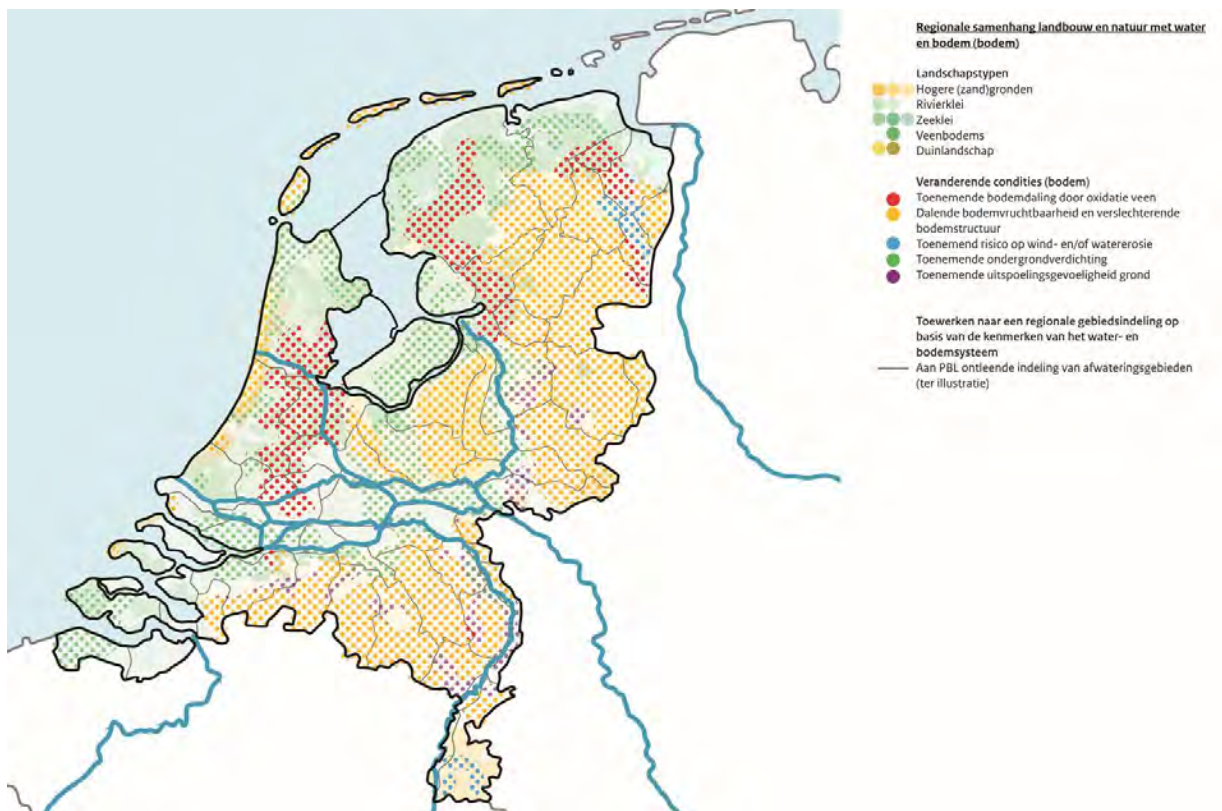 Regionale samenhang landbouw en natuur met water
en bodem (bodem)
Landschapstypen
Hogere (zand)gronden
Rivierklei
Zeeklei
Veenbodems
Duinlandschap
Veranderende condities (bodem)
Toenemende bodemdaling door oxidatie veen
Dalende bodemvruchtbaarheid en verslechterende
bodemstructuur
Toenemend risico op wind- en/of watererosie
Toenemende ondergrondverdichting
Toenemende uitspoelingsgevoeligheid grond
Toewerken naar een regionale gebiedsindeling op
basis van de kenmerken van het water- en
bodemsysteem
Aan PBL ontleende indeling van afwateringsgebieden
(ter illustratie)